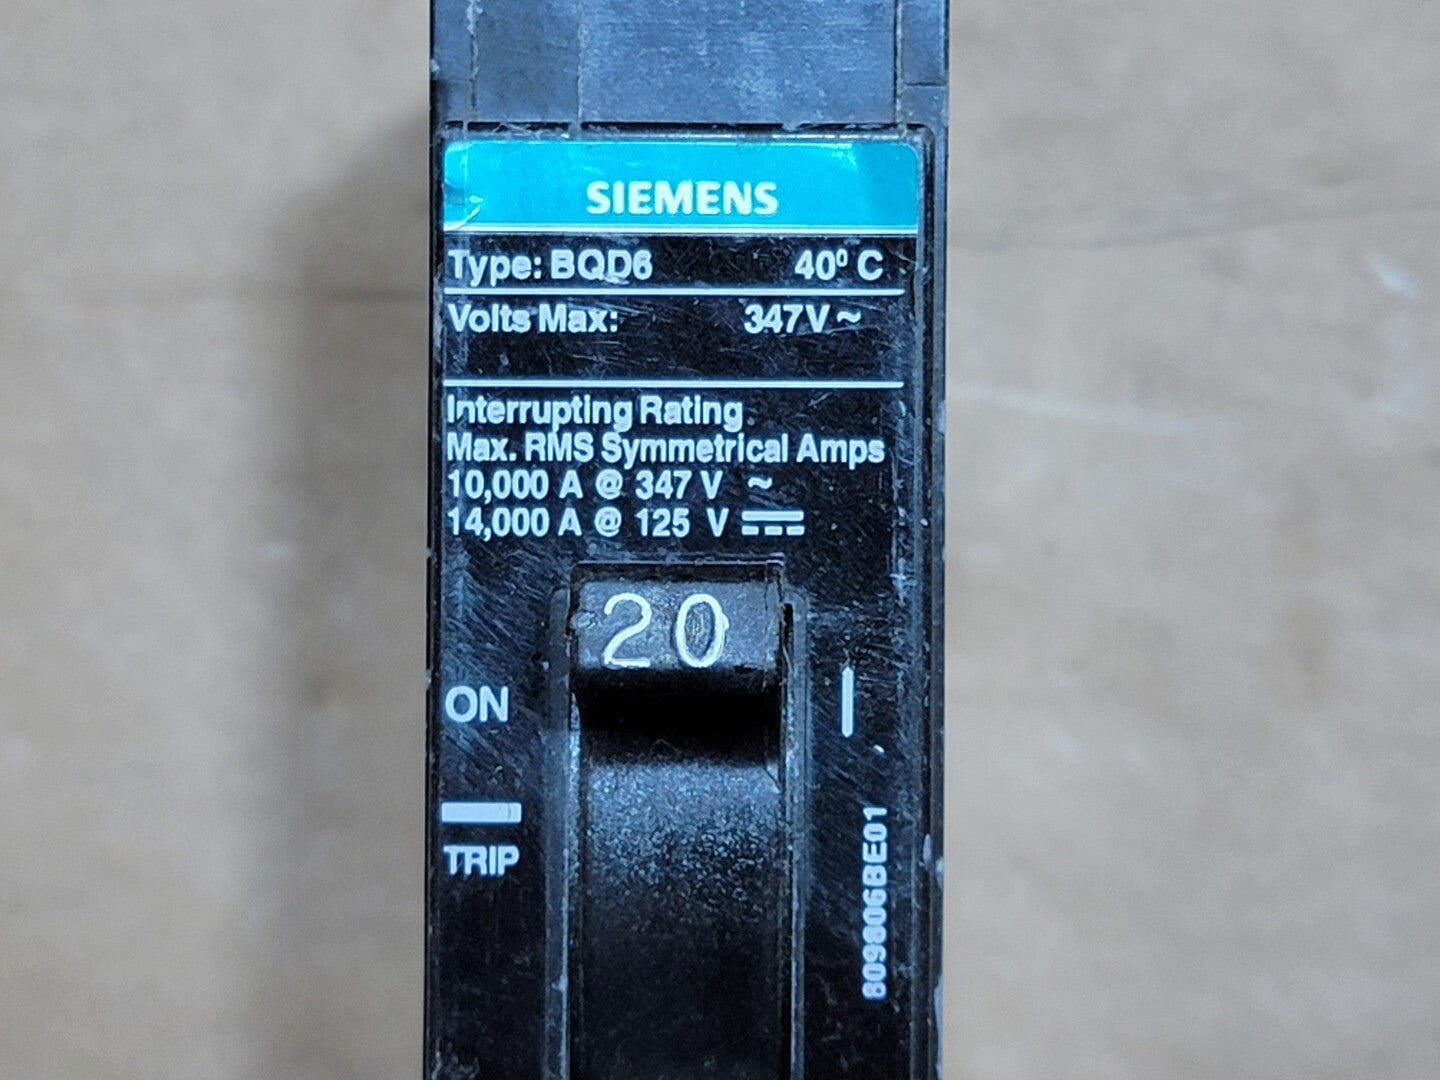 SIEMENS
Type: BQD6 40º C
Volts Max: 347V ~
Interrupting Rating
Max. RMS Symmetrical Amps
10,000 A @ 347 V ~
14,000 A @ 125 V ⎓
20
ON
TRIP
809806BE01